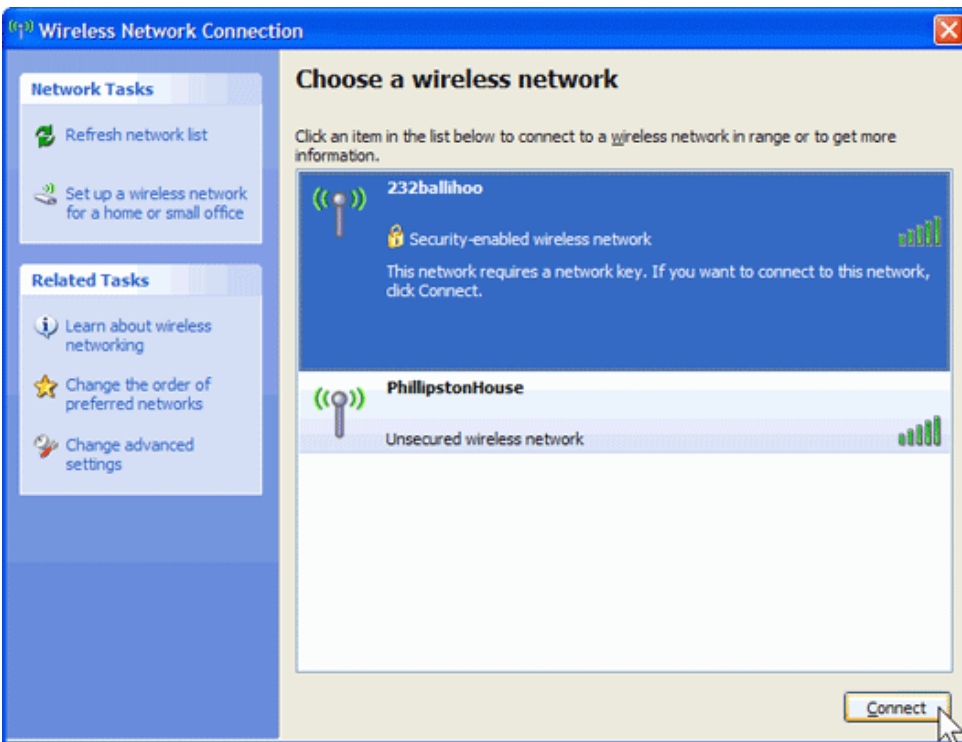 Wireless Network Connection
Network Tasks
Refresh network list
Set up a wireless network
for a home or small office
Related Tasks
Learn about wireless
networking
Change the order of
preferred networks
Change advanced
settings
Choose a wireless network
Click an item in the list below to connect to a wireless network in range or to get more
information.
232ballihoo
Security-enabled wireless network
This network requires a network key. If you want to connect to this network,
click Connect.
PhillipstonHouse
Unsecured wireless network
Connect